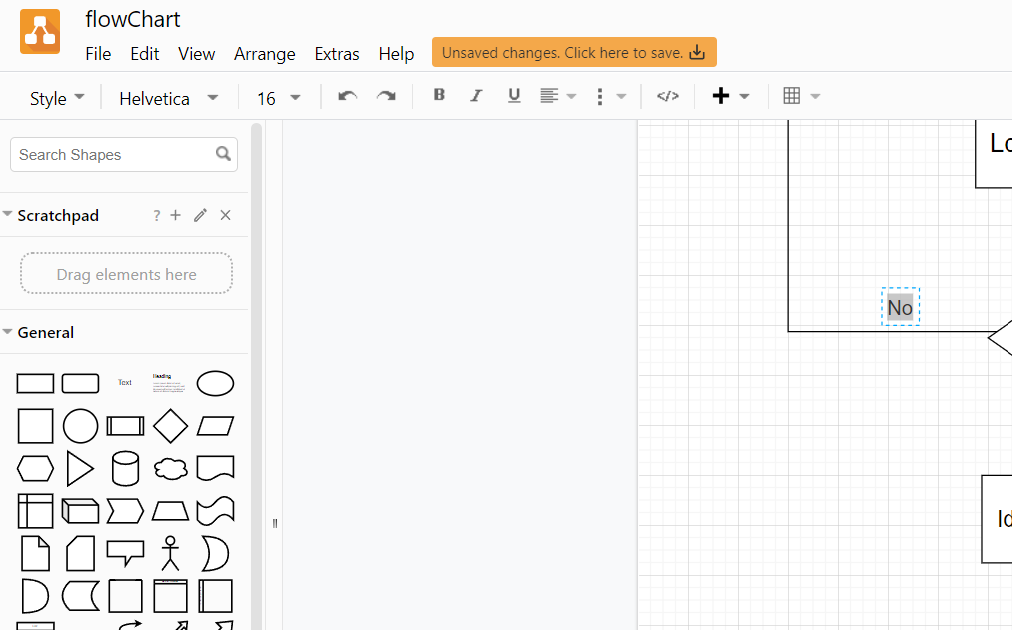 flowChart
File Edit View Arrange Extras Help Unsaved changes. Click here to save.
Style Helvetica 16 B I U </>
Search Shapes
Scratchpad ? +
Drag elements here
General
Text Heading
No
Lo
Id